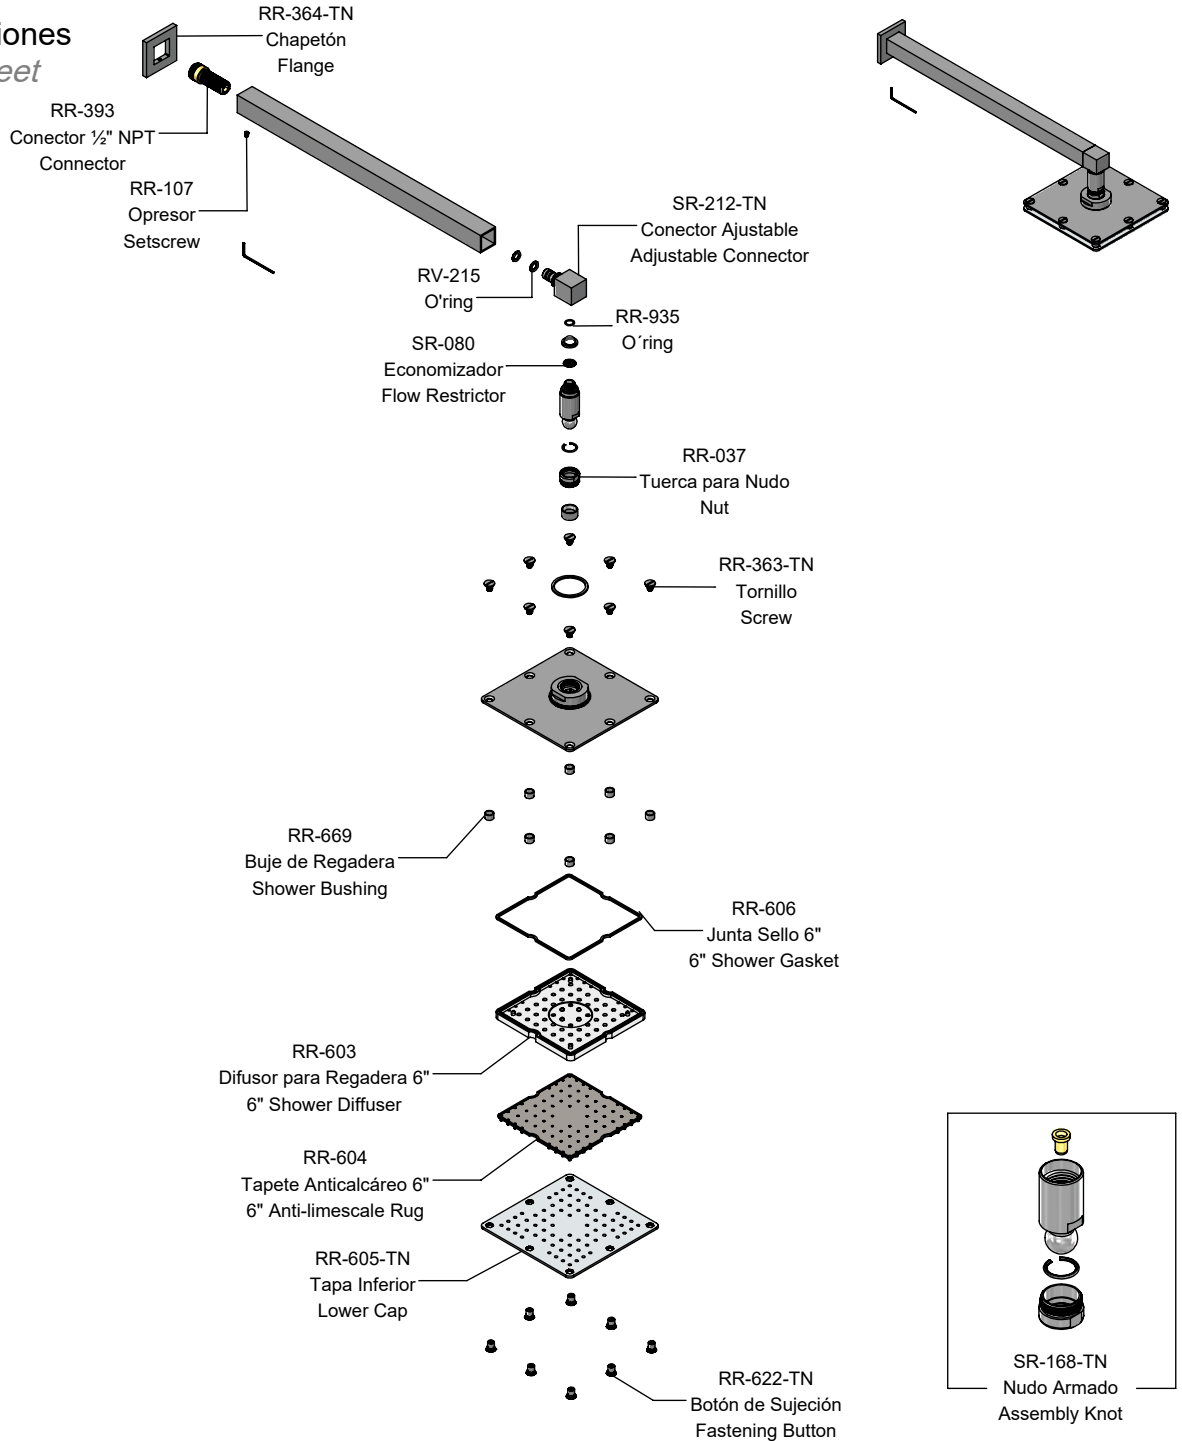 iones
eet
RR-364-TN
Chapetón
Flange
RR-393
Conector ½" NPT
Connector
RR-107
Opresor
Setscrew
SR-212-TN
Conector Ajustable
Adjustable Connector
RV-215
O'ring
RR-935
O´ring
SR-080
Economizador
Flow Restrictor
RR-037
Tuerca para Nudo
Nut
RR-363-TN
Tornillo
Screw
RR-669
Buje de Regadera
Shower Bushing
RR-606
Junta Sello 6"
6" Shower Gasket
RR-603
Difusor para Regadera 6"
6" Shower Diffuser
RR-604
Tapete Anticalcáreo 6"
6" Anti-limescale Rug
RR-605-TN
Tapa Inferior
Lower Cap
RR-622-TN
Botón de Sujeción
Fastening Button
SR-168-TN
Nudo Armado
Assembly Knot